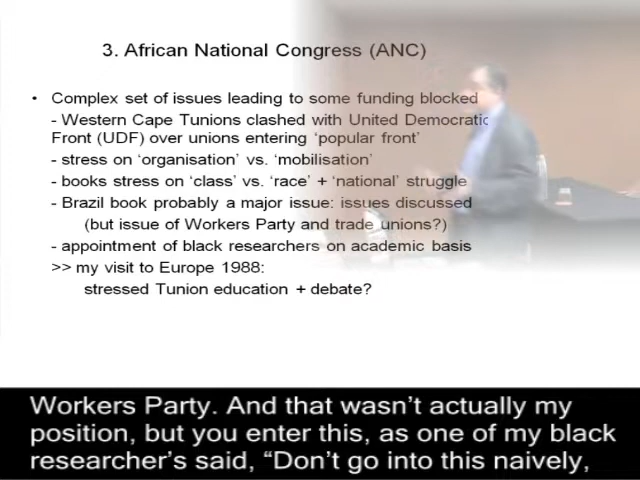 3. African National Congress (ANC)
• Complex set of issues leading to some funding blocked
- Western Cape Tunions clashed with United Democratic
Front (UDF) over unions entering ‘popular front’
- stress on ‘organisation’ vs. ‘mobilisation’
- books stress on ‘class’ vs. ‘race’ + ‘national’ struggle
- Brazil book probably a major issue: issues discussed
(but issue of Workers Party and trade unions?)
- appointment of black researchers on academic basis
>> my visit to Europe 1988:
stressed Tunion education + debate?
Workers Party. And that wasn’t actually my
position, but you enter this, as one of my black
researcher’s said, “Don’t go into this naively,